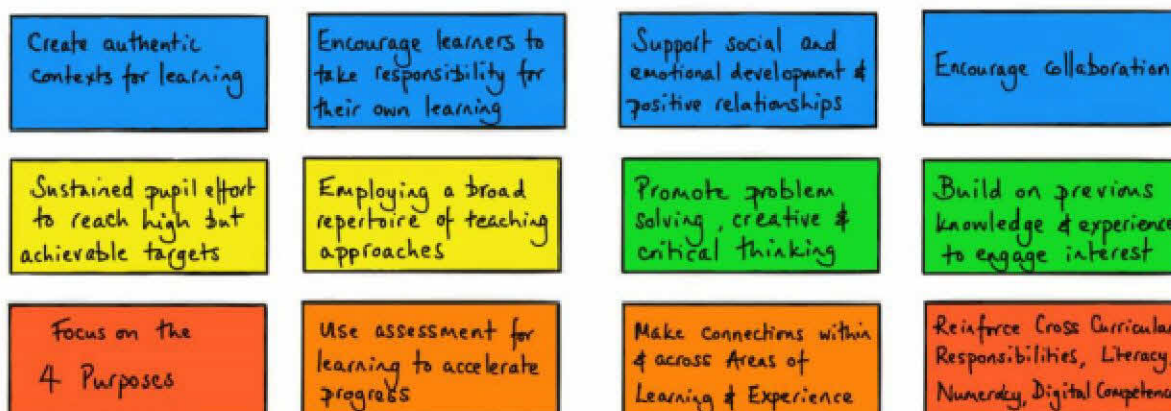 Create authentic
contexts for learning
Encourage learners to
take responsibility for
their own learning
Support social and
emotional development &
positive relationships
Encourage collaboration
Sustained pupil effort
to reach high but
achievable targets
Employing a broad
repertoire of teaching
approaches
Promote problem
solving, creative &
critical thinking
Build on previous
knowledge & experience
to engage interest
Focus on the
4 Purposes
Use assessment for
learning to accelerate
progress
Make connections within
& across Areas of
Learning & Experience
Reinforce Cross Curricular
Responsibilities, Literacy,
Numeracy, Digital Competence